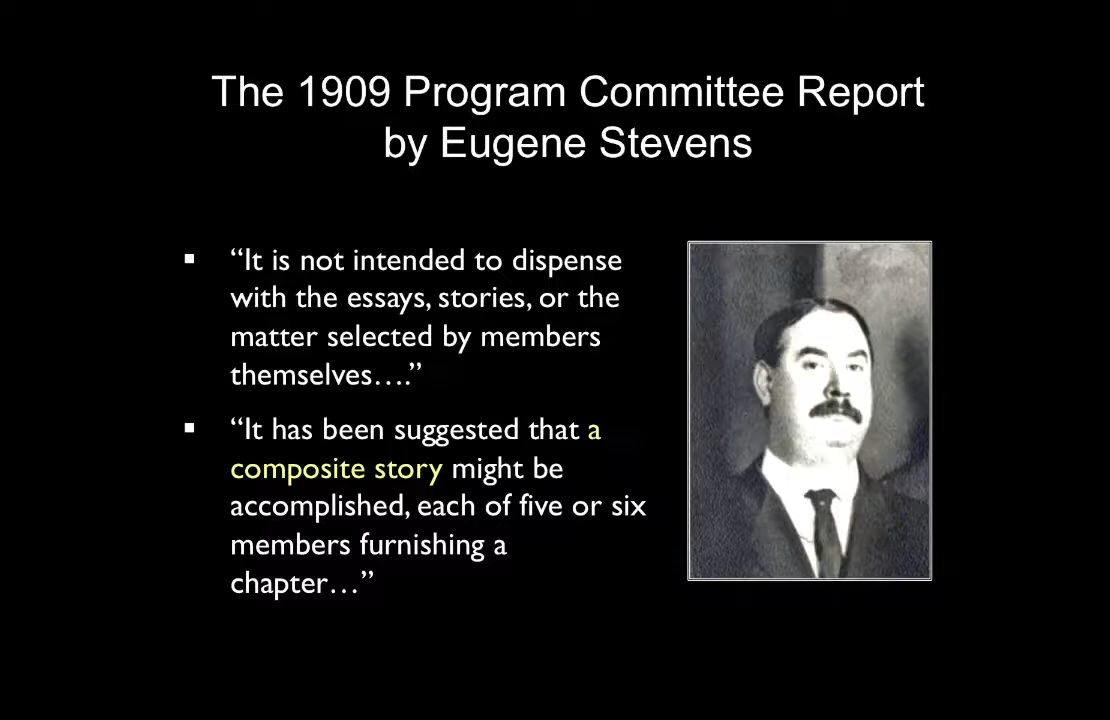 The 1909 Program Committee Report
by Eugene Stevens
▪ “It is not intended to dispense
with the essays, stories, or the
matter selected by members
themselves….”
▪ “It has been suggested that a
composite story might be
accomplished, each of five or six
members furnishing a
chapter…”